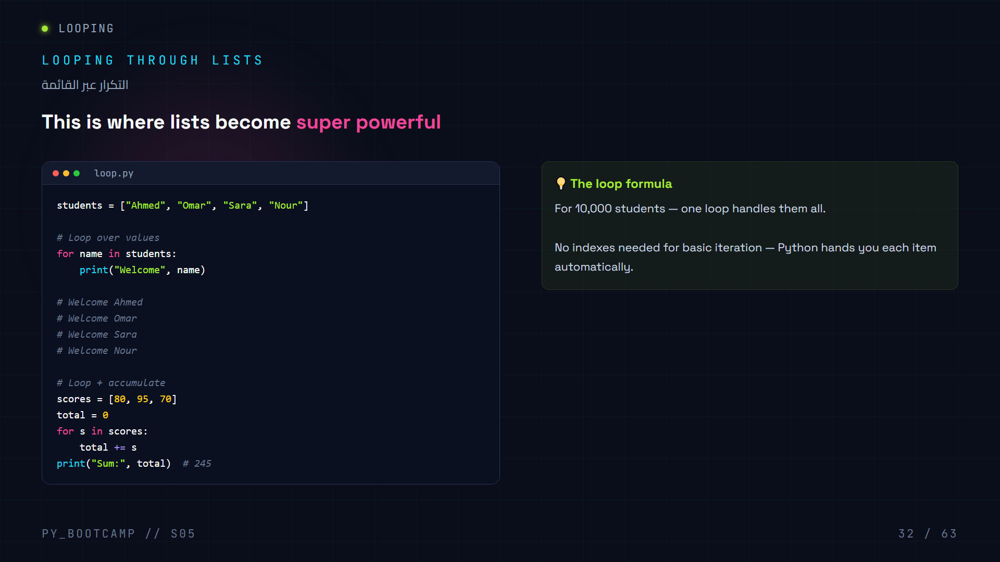 LOOPING
LOOPING THROUGH LISTS
التكرار عبر القائمة
This is where lists become super powerful
loop.py
students = ["Ahmed", "Omar", "Sara", "Nour"]
# Loop over values
for name in students:
    print("Welcome", name)
# Welcome Ahmed
# Welcome Omar
# Welcome Sara
# Welcome Nour
# Loop + accumulate
scores = [80, 95, 70]
total = 0
for s in scores:
    total += s
print("Sum:", total)  # 245
💡 The loop formula
For 10,000 students — one loop handles them all.
No indexes needed for basic iteration — Python hands you each item
automatically.
PY_BOOTCAMP // S05
32 / 63